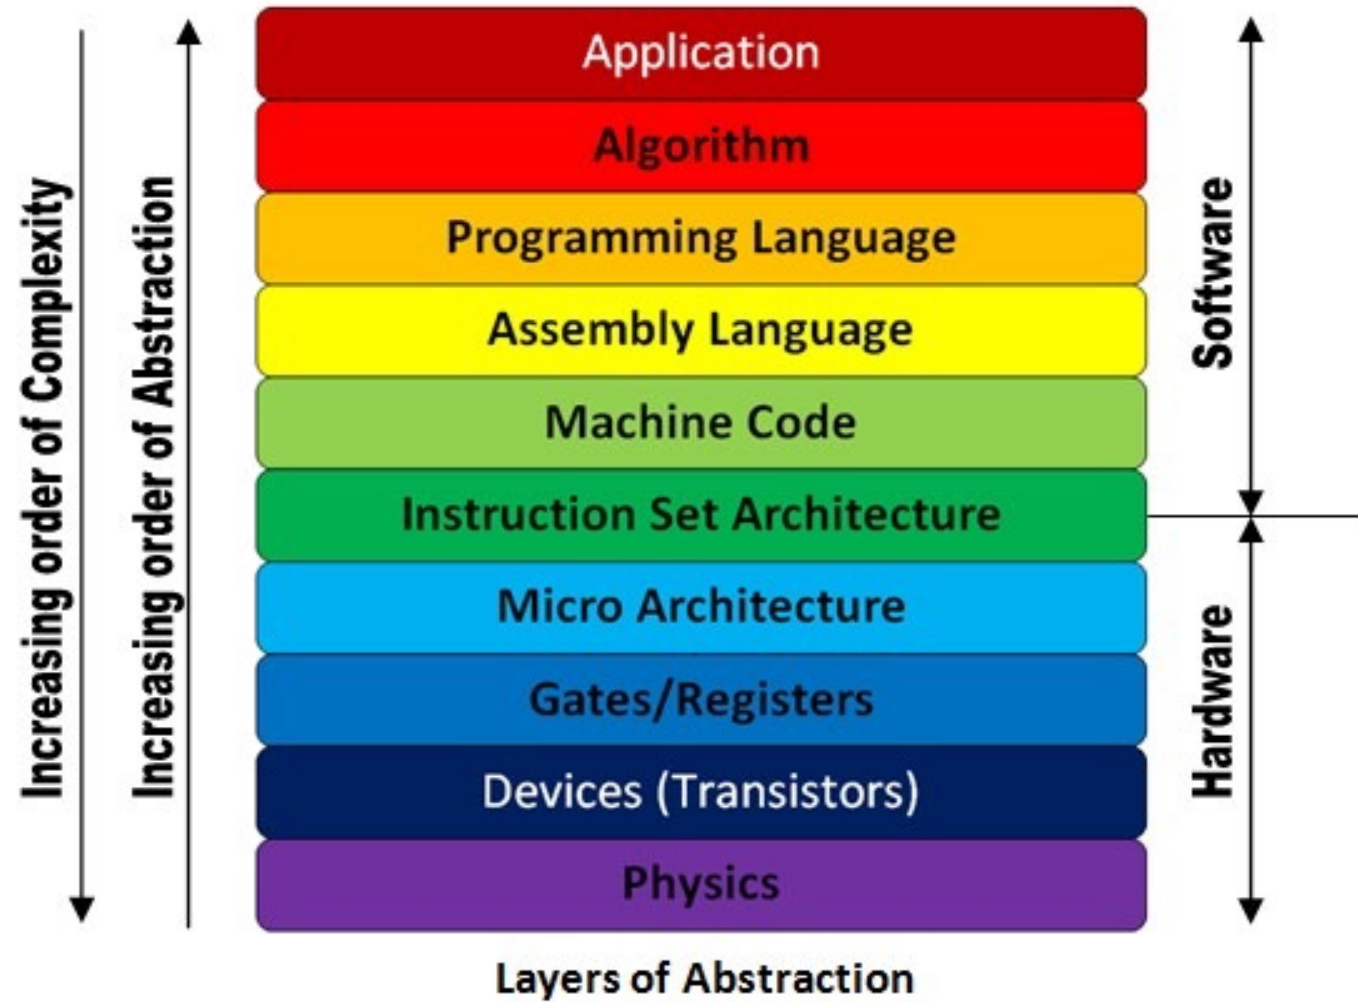 Increasing order of Complexity
Increasing order of Abstraction
Application
Algorithm
Programming Language
Assembly Language
Machine Code
Instruction Set Architecture
Micro Architecture
Gates/Registers
Devices (Transistors)
Physics
Software
Hardware
Layers of Abstraction